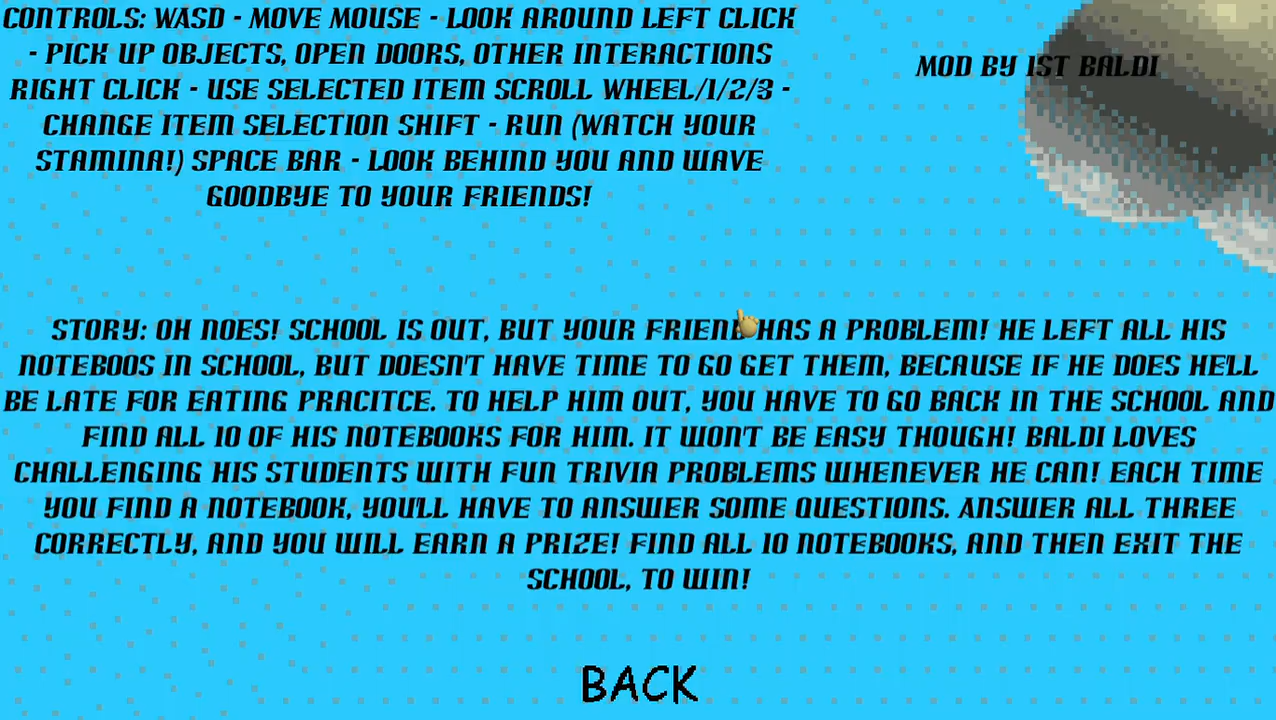 CONTROLS: WASD - MOVE MOUSE - LOOK AROUND LEFT CLICK
- PICK UP OBJECTS, OPEN DOORS, OTHER INTERACTIONS
RIGHT CLICK - USE SELECTED ITEM SCROLL WHEEL/1/2/3 -
CHANGE ITEM SELECTION SHIFT - RUN (WATCH YOUR
STAMINA!) SPACE BAR - LOOK BEHIND YOU AND WAVE
GOODBYE TO YOUR FRIENDS!
MOD BY 1ST BALDI
STORY: OH NOES! SCHOOL IS OUT, BUT YOUR FRIEND HAS A PROBLEM! HE LEFT ALL HIS
NOTEBOOS IN SCHOOL, BUT DOESN'T HAVE TIME TO GO GET THEM, BECAUSE IF HE DOES HE'LL
BE LATE FOR EATING PRACITCE. TO HELP HIM OUT, YOU HAVE TO GO BACK IN THE SCHOOL AND
FIND ALL 10 OF HIS NOTEBOOKS FOR HIM. IT WONT BE EASY THOUGH! BALDI LOVES
CHALLENGING HIS STUDENTS WITH FUN TRIVIA PROBLEMS WHENEVER HE CAN! EACH TIME
YOU FIND A NOTEBOOK, YOU'LL HAVE TO ANSWER SOME QUESTIONS. ANSWER ALL THREE
CORRECTLY, AND YOU WILL EARN A PRIZE! FIND ALL 10 NOTEBOOKS, AND THEN EXIT THE
SCHOOL, TO WIN!
BACK